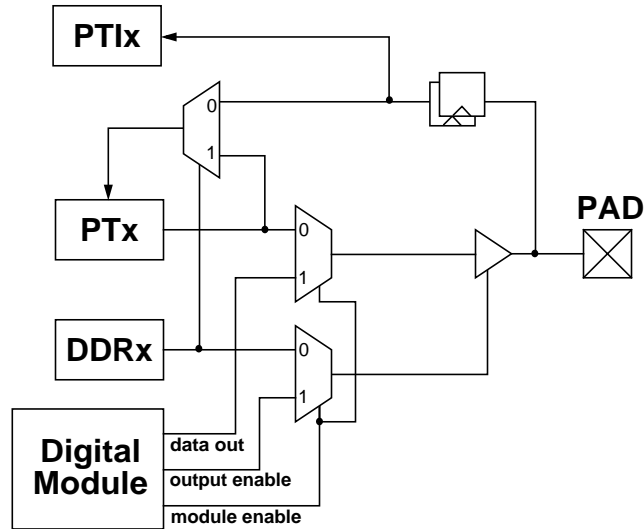 PTIx
0
1
PTx
PAD
0
1
DDRx
0
1
Digital
Module
data out
output enable
module enable